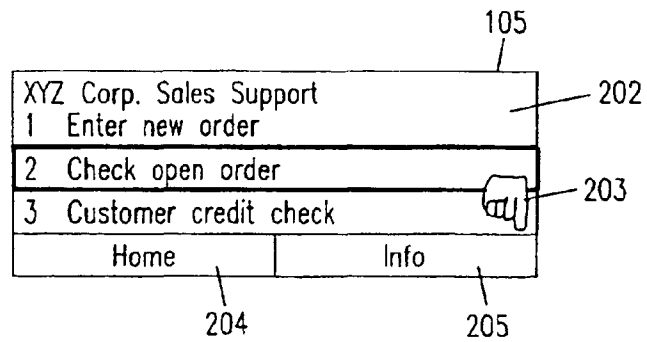 105
XYZ Corp. Sales Support
202
1 Enter new order
2 Check open order
203
3 Customer credit check
Home Info
204 205